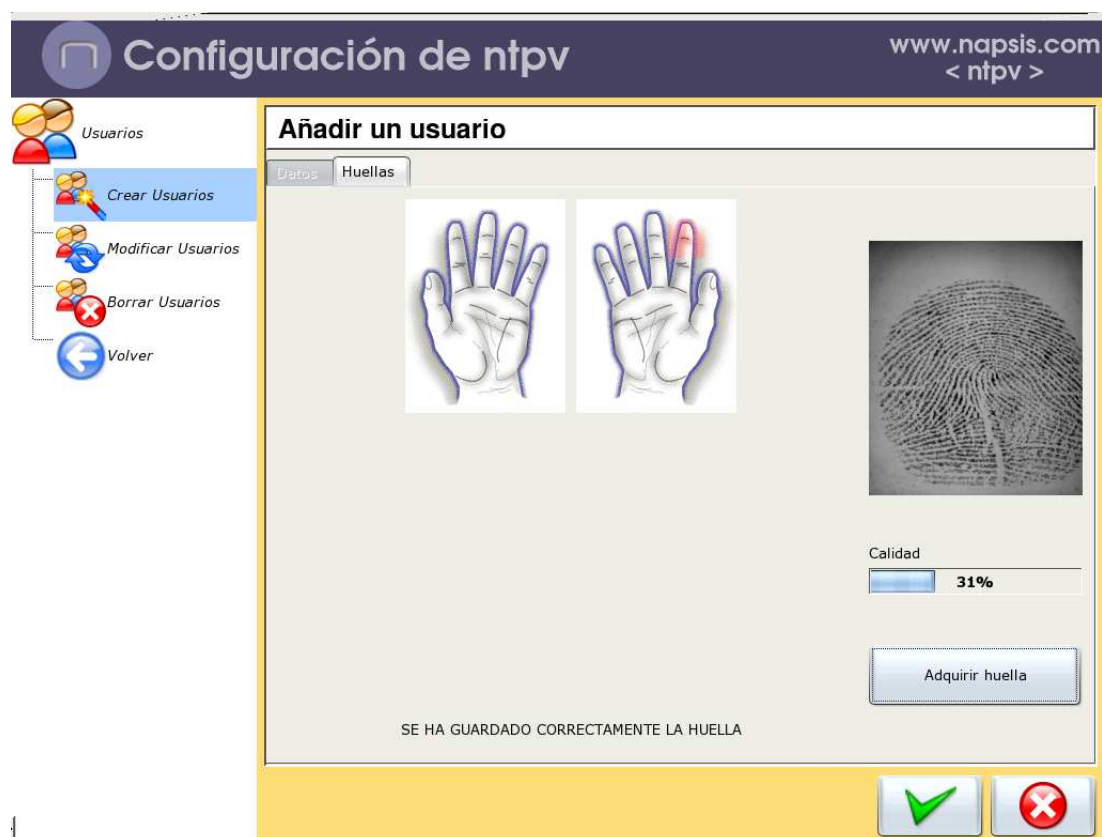 Configuración de ntpv
www.napsis.com
< ntpv >
Usuarios
Crear Usuarios
Modificar Usuarios
Borrar Usuarios
Volver
Añadir un usuario
Datos
Huellas
Calidad
31%
Adquirir huella
SE HA GUARDADO CORRECTAMENTE LA HUELLA